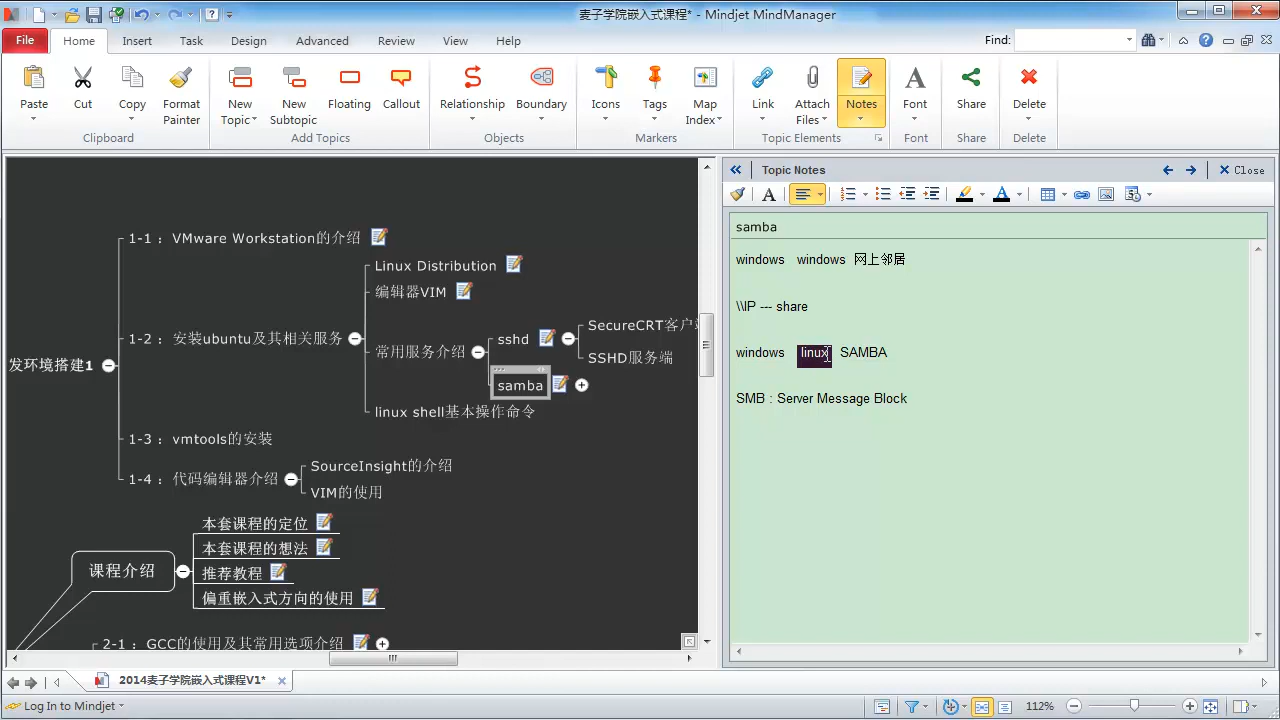 麦子学院嵌入式课程* - Mindjet MindManager
File Home Insert Task Design Advanced Review View Help Find:
Paste Cut Copy Format Painter New Topic New Subtopic Floating Callout Relationship Boundary Icons Tags Map Index Link Attach Files Notes Font Share Delete
Clipboard Add Topics Objects Markers Topic Elements Font Share Delete
Topic Notes Close
samba
windows windows 网上邻居
\\IP --- share
windows linux SAMBA
SMB : Server Message Block
1-1 : VMware Workstation的介绍
Linux Distribution
编辑器VIM
1-2 : 安装ubuntu及其相关服务
常用服务介绍
sshd
SecureCRT客户
SSHD服务端
samba
发环境搭建1
linux shell基本操作命令
1-3 : vmtools的安装
1-4 : 代码编辑器介绍
SourceInsight的介绍
VIM的使用
课程介绍
本套课程的定位
本套课程的想法
推荐教程
偏重嵌入式方向的使用
2-1 : GCC的使用及其常用选项介绍
2014麦子学院嵌入式课程V1*
Log In to Mindjet 112%